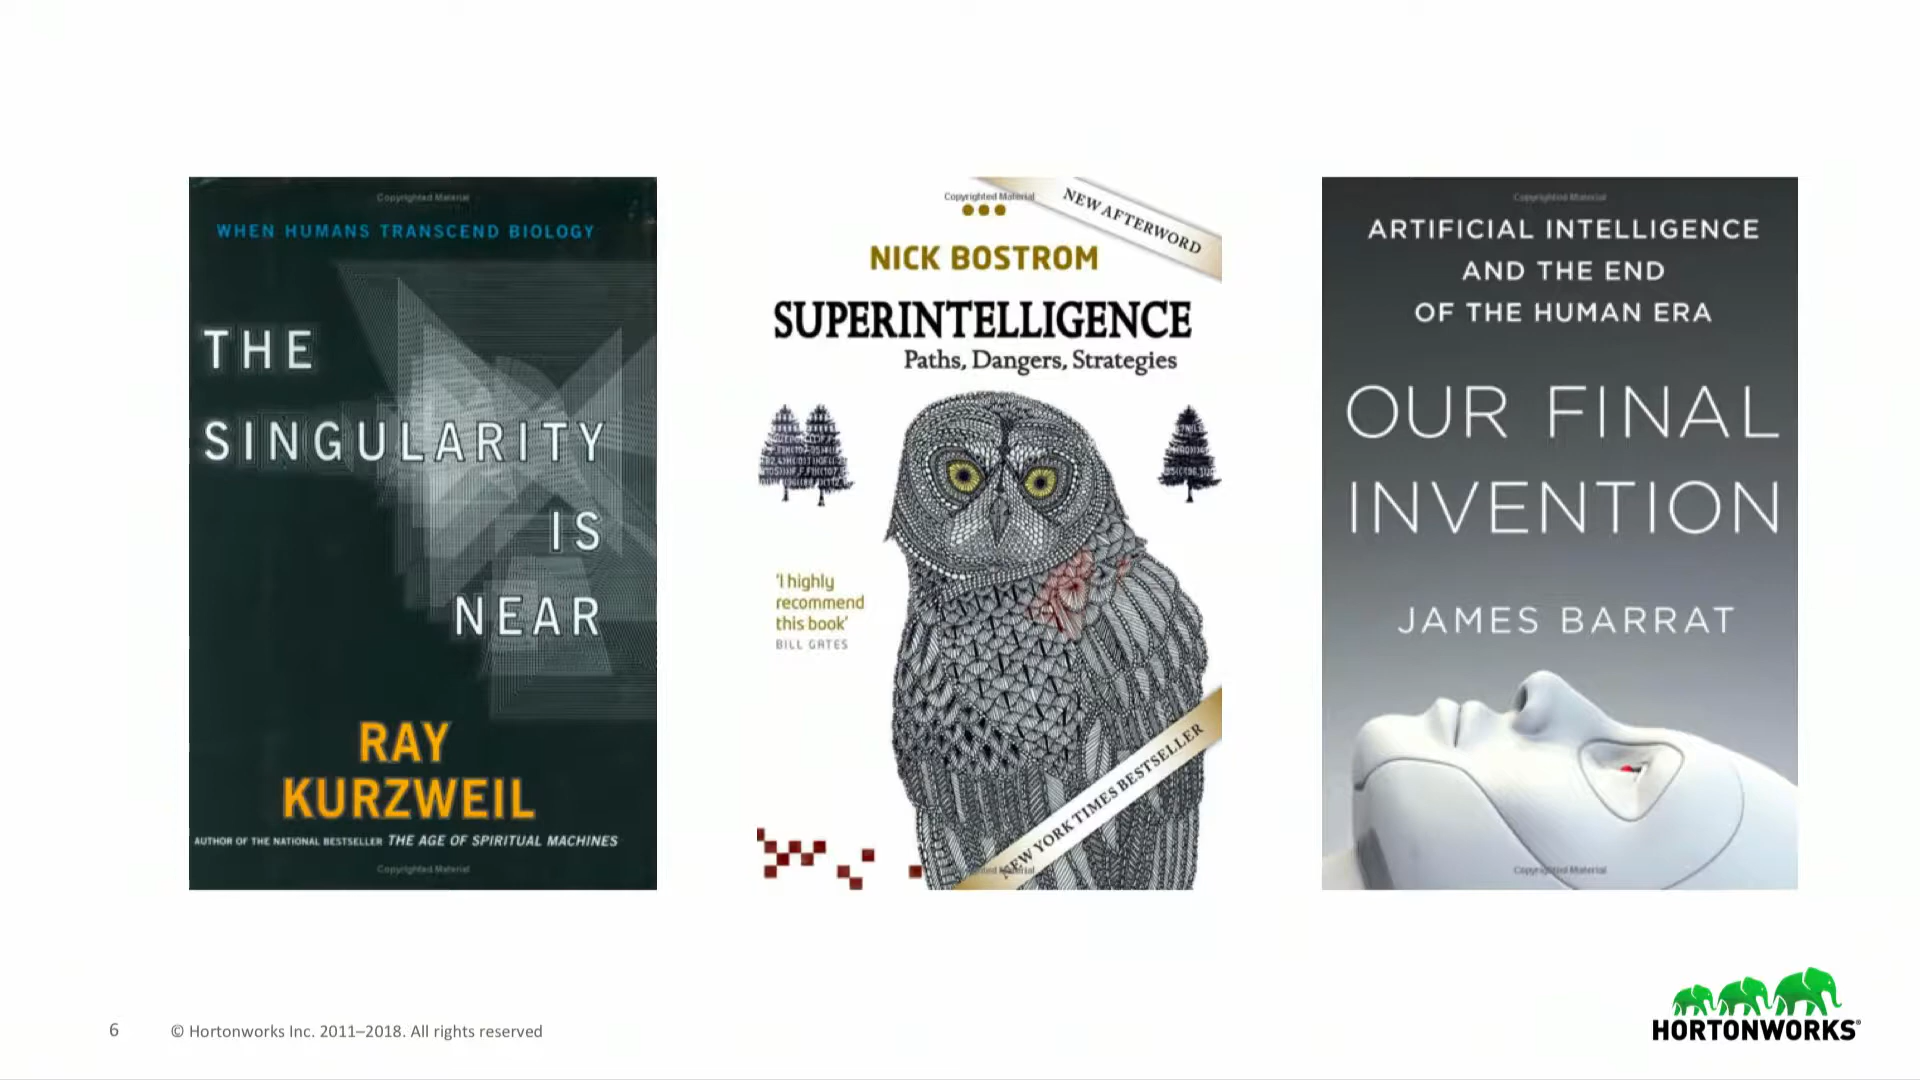 Copyrighted Material
WHEN HUMANS TRANSCEND BIOLOGY
THE
SINGULARITY
IS
NEAR
RAY
KURZWEIL
AUTHOR OF THE NATIONAL BESTSELLER THE AGE OF SPIRITUAL MACHINES
Copyrighted Material
Copyrighted Material
NEW AFTERWORD
NICK BOSTROM
SUPERINTELLIGENCE
Paths, Dangers, Strategies
'I highly
recommend
this book'
BILL GATES
NEW YORK TIMES BESTSELLER
Copyrighted Material
ARTIFICIAL INTELLIGENCE
AND THE END
OF THE HUMAN ERA
OUR FINAL
INVENTION
JAMES BARRAT
Copyrighted Material
6
© Hortonworks Inc. 2011–2018. All rights reserved
HORTONWORKS®